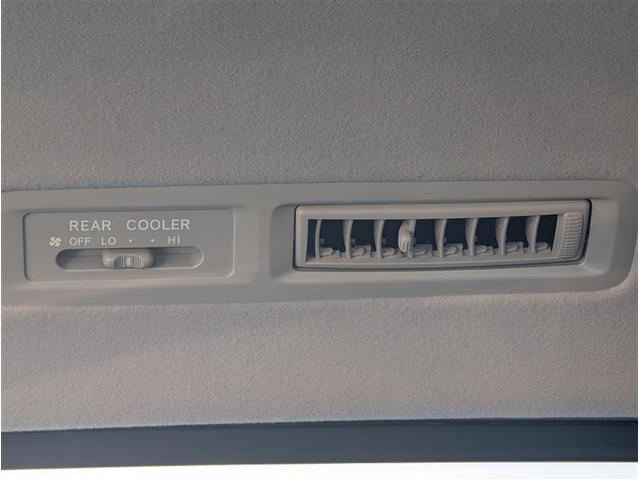 REAR COOLER
OFF LO • • HI